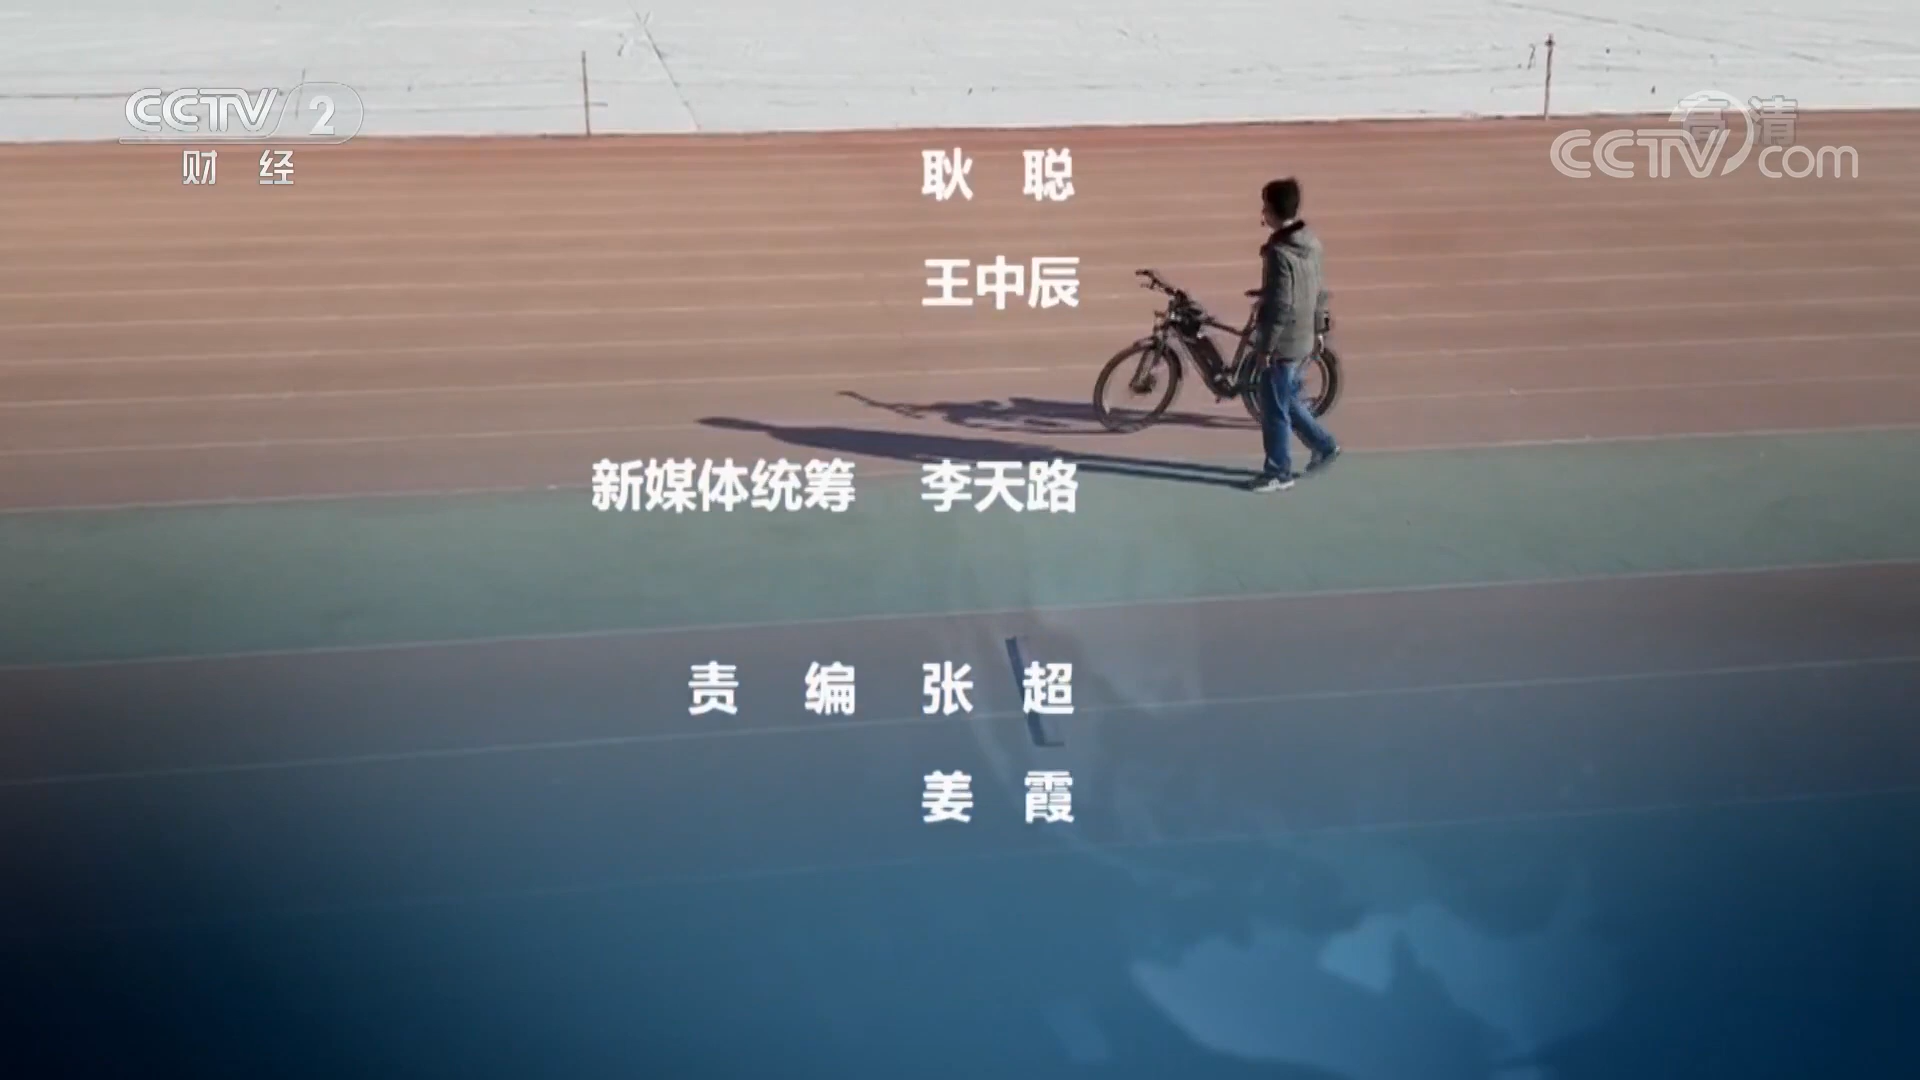 CCTV 2
财 经
高清
CCTV.com
耿 聪
王中辰
新媒体统筹 李天路
责 编 张 超
姜 霞